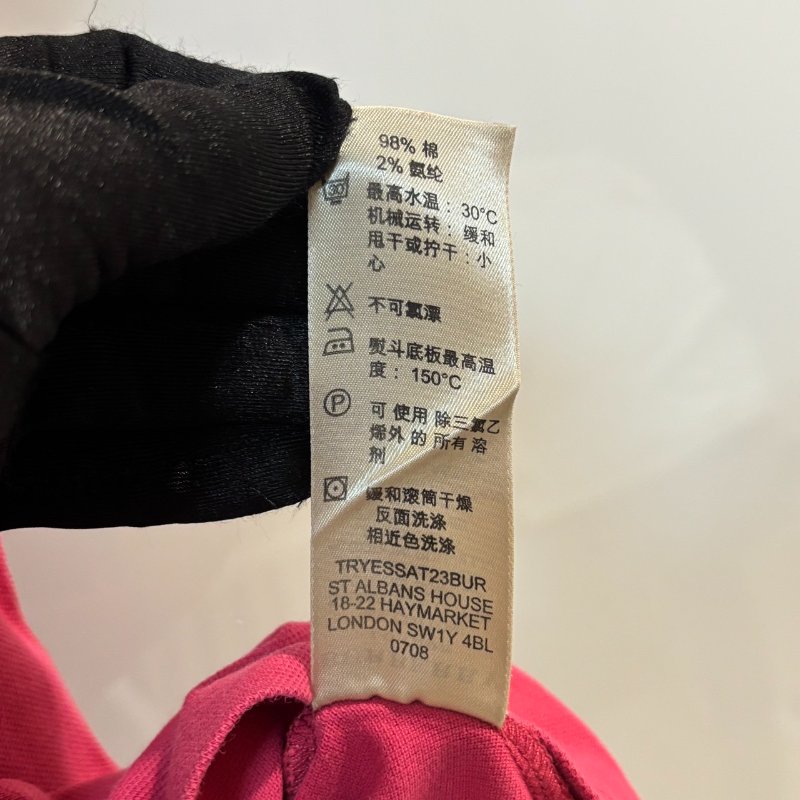 98% 棉
2% 氨纶
30
最高水温：30°C
机械运转：缓和
甩干或拧干：小
心
不可氯漂
熨斗底板最高温
度：150°C
P
可使用除三氯乙
烯外的所有溶
剂
缓和滚筒干燥
反面洗涤
相近色洗涤
TRYESSAT23BUR
ST ALBANS HOUSE
18-22 HAYMARKET
LONDON SW1Y 4BL
0708